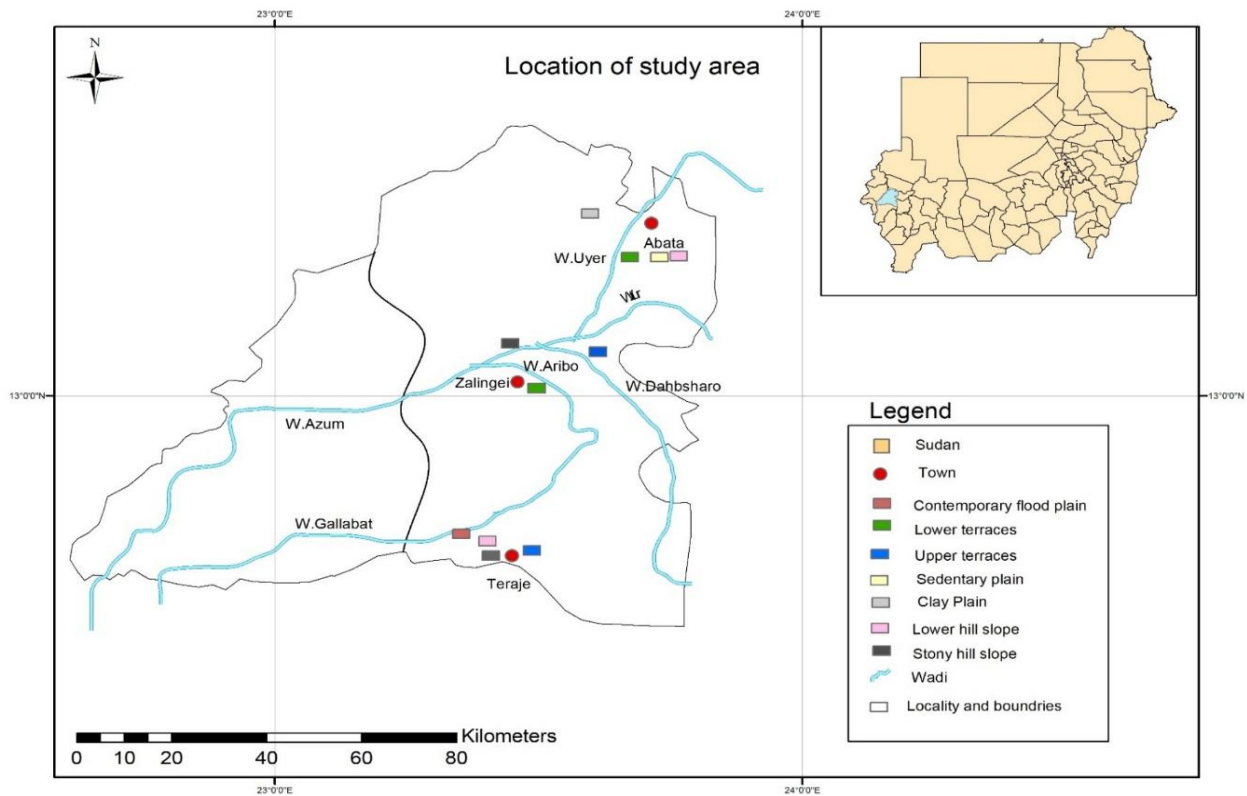 23°0'0"E
24°0'0"E
N
Location of study area
Abata
W.Uyer
W.Aribo
Zalingei
W.Dahbsharo
13°0'0"N
13°0'0"N
W.Azum
W.Gallabat
Teraje
Legend
Sudan
Town
Contemporary flood plain
Lower terraces
Upper terraces
Sedentary plain
Clay Plain
Lower hill slope
Stony hill slope
Wadi
Locality and boundries
Kilometers
0 10 20 40 60 80
23°0'0"E
24°0'0"E